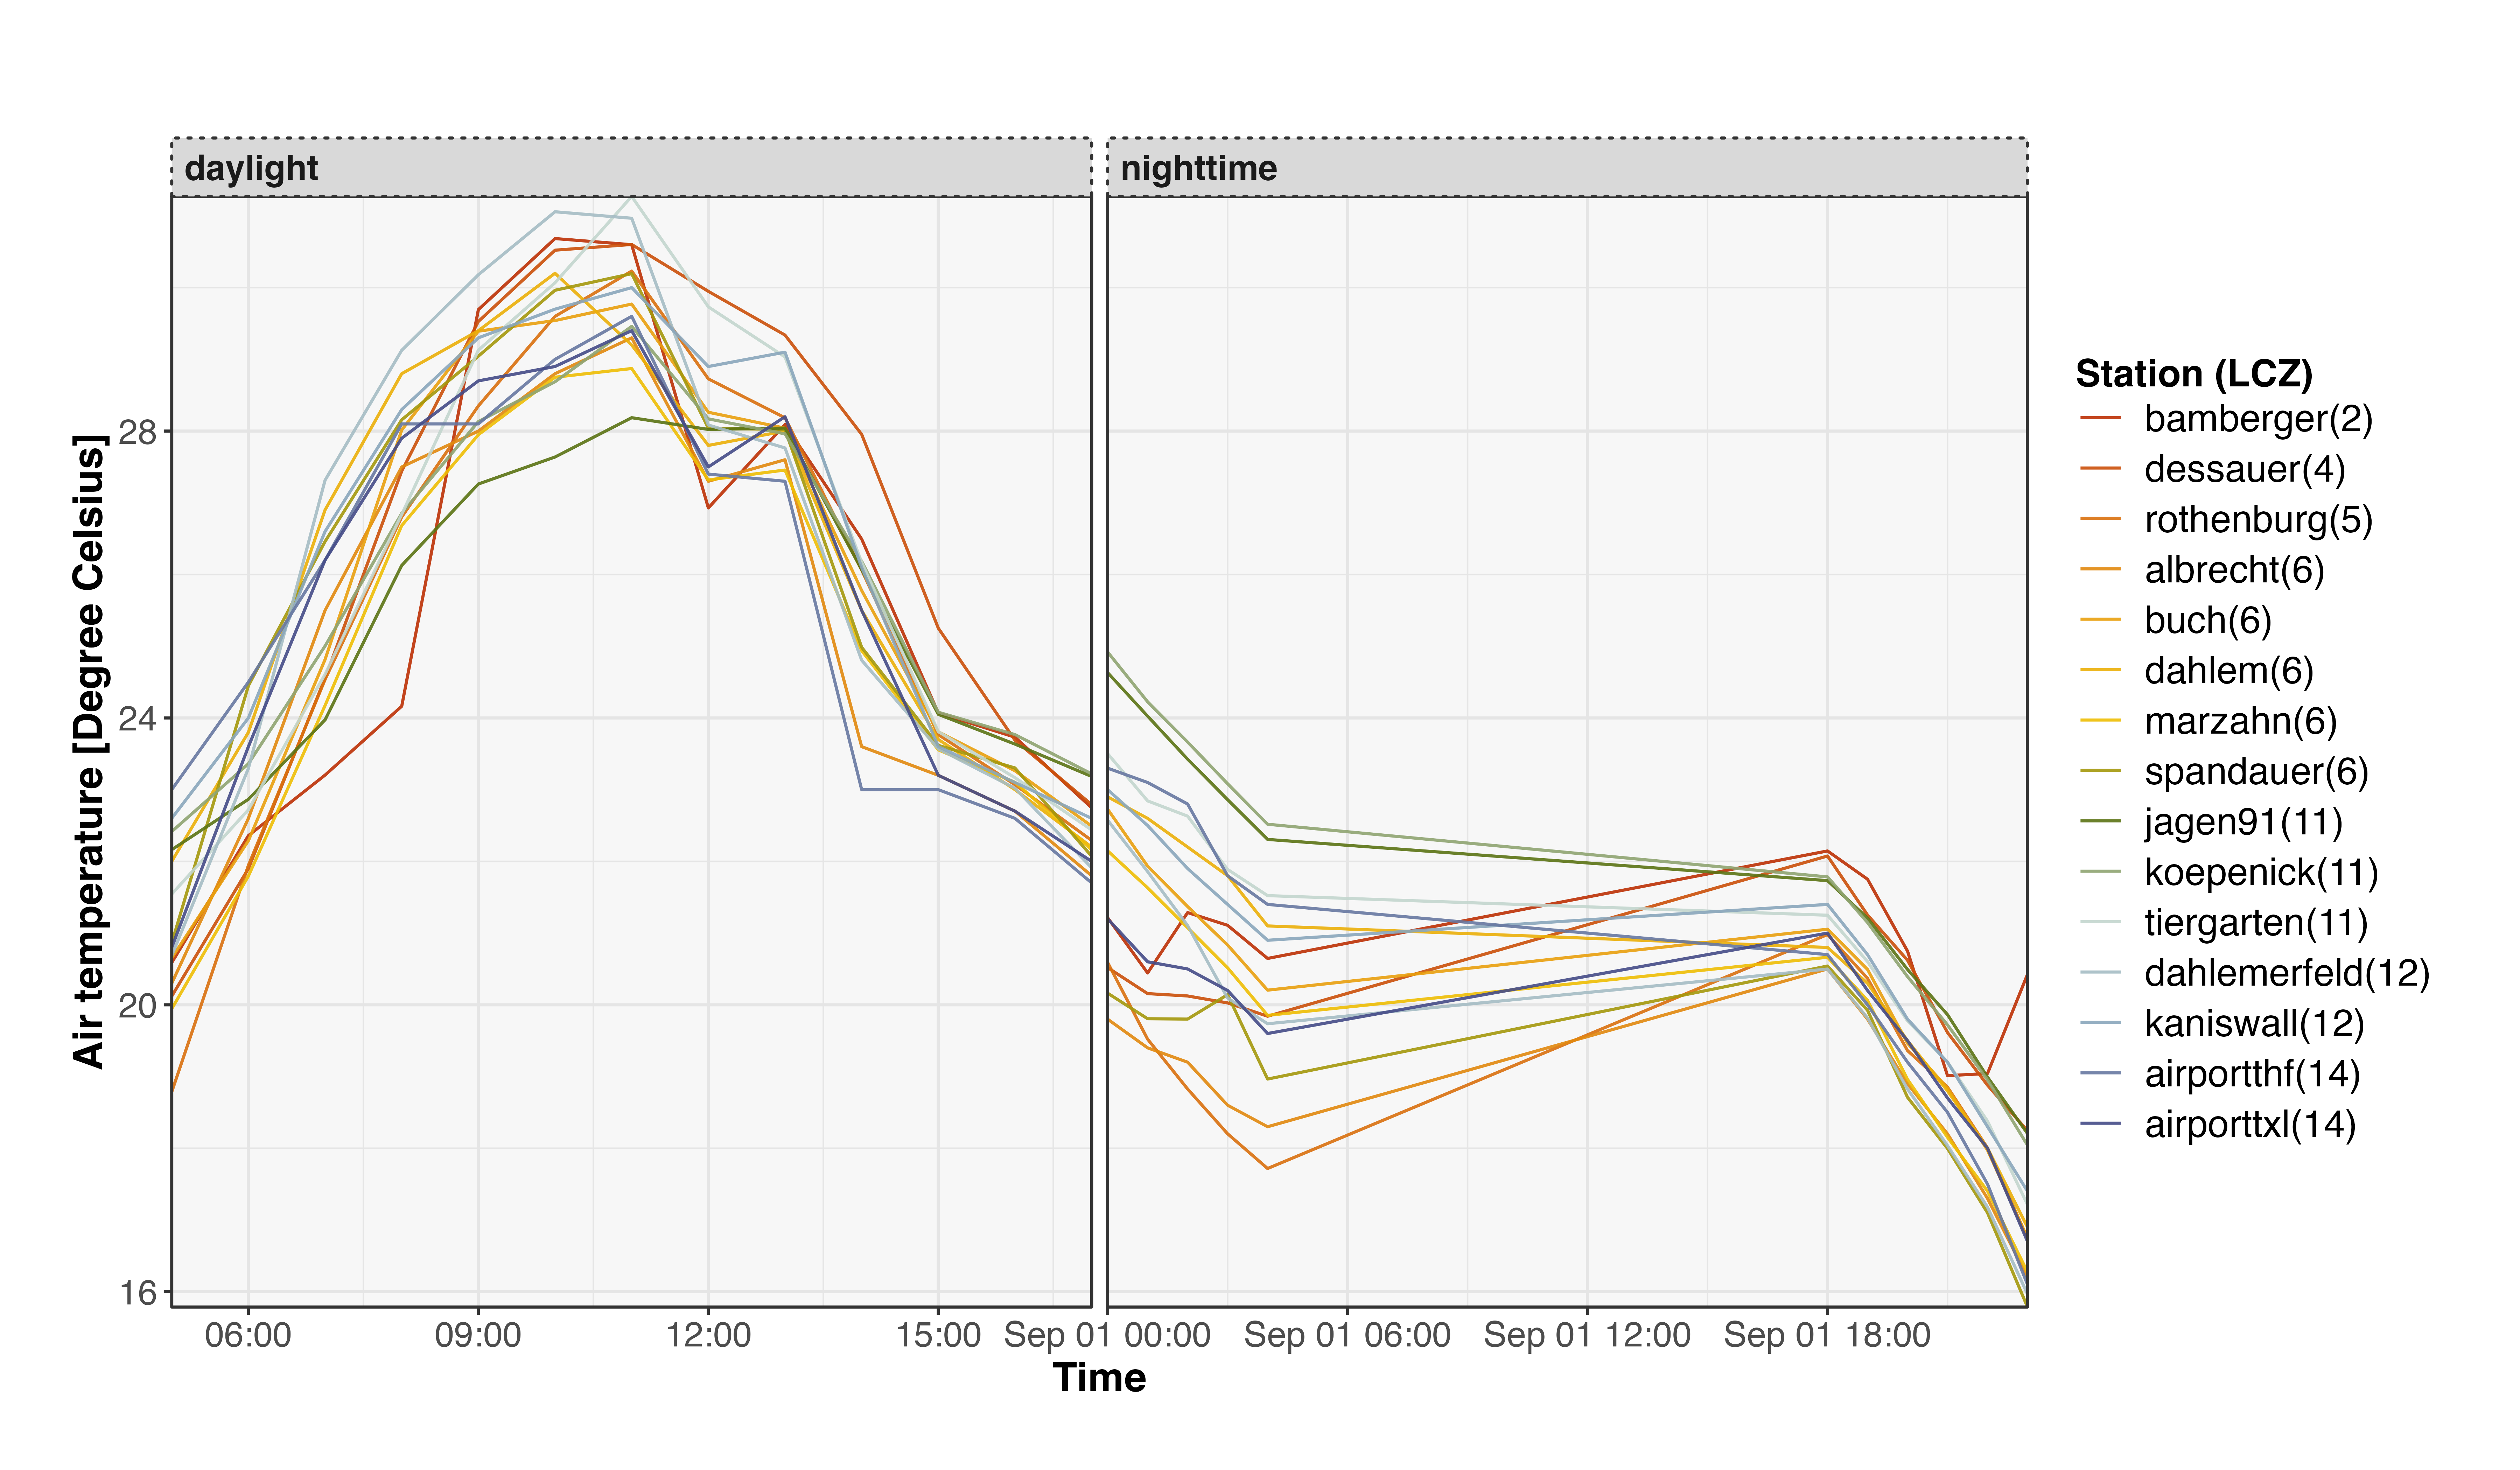 daylight
nighttime
Air temperature [Degree Celsius]
28
24
20
16
06:00
09:00
12:00
15:00
Sep 01 00:00
Sep 01 06:00
Sep 01 12:00
Sep 01 18:00
Time
Station (LCZ)
bamberger(2)
dessauer(4)
rothenburg(5)
albrecht(6)
buch(6)
dahlem(6)
marzahn(6)
spandauer(6)
jagen91(11)
koepenick(11)
tiergarten(11)
dahlemerfeld(12)
kaniswall(12)
airportthf(14)
airporttxl(14)